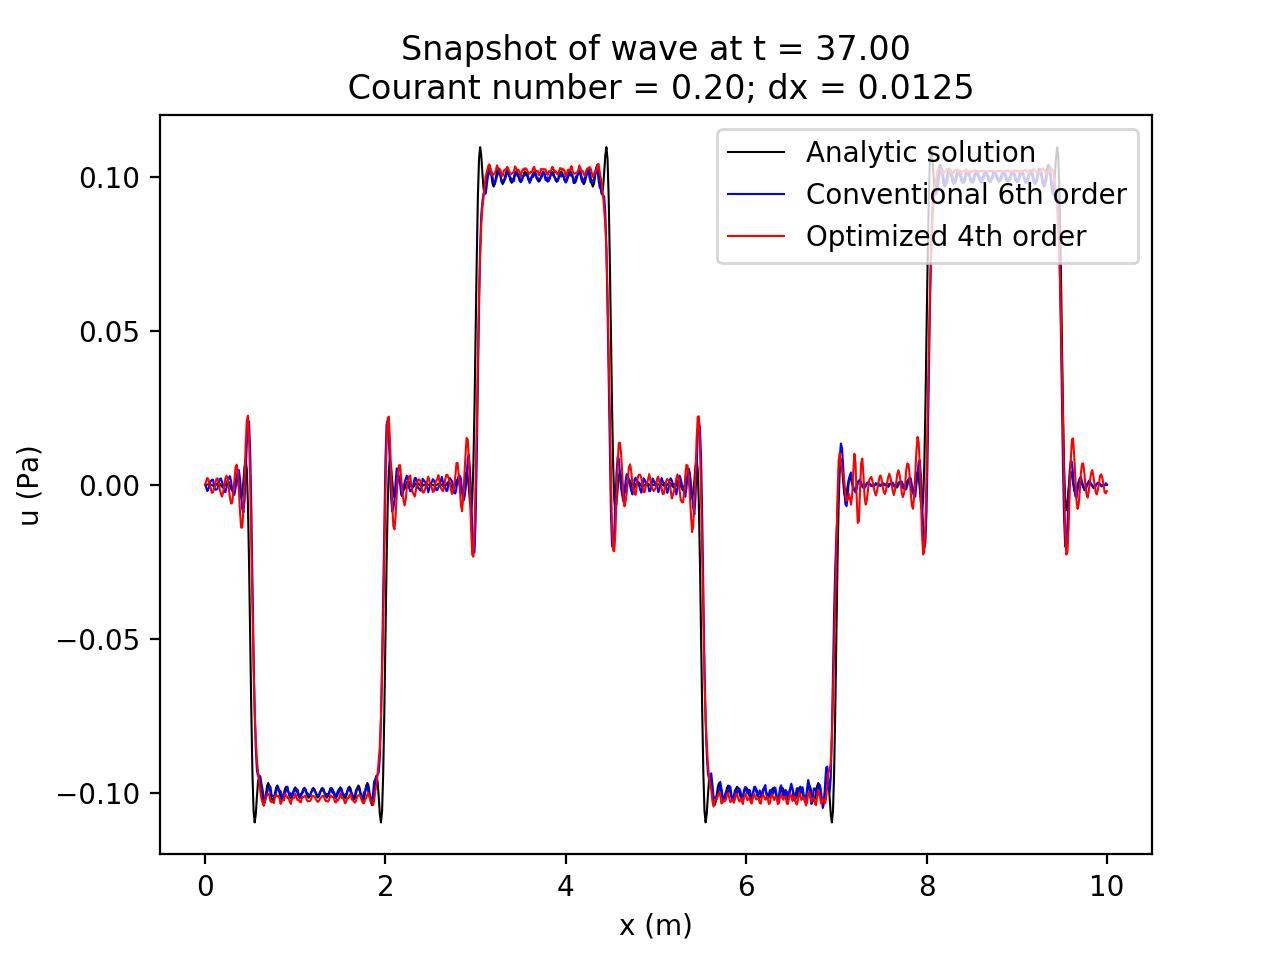 Snapshot of wave at t = 37.00
Courant number = 0.20; dx = 0.0125
Analytic solution
Conventional 6th order
Optimized 4th order
0.10
0.05
0.00
−0.05
−0.10
u (Pa)
0 2 4 6 8 10
x (m)